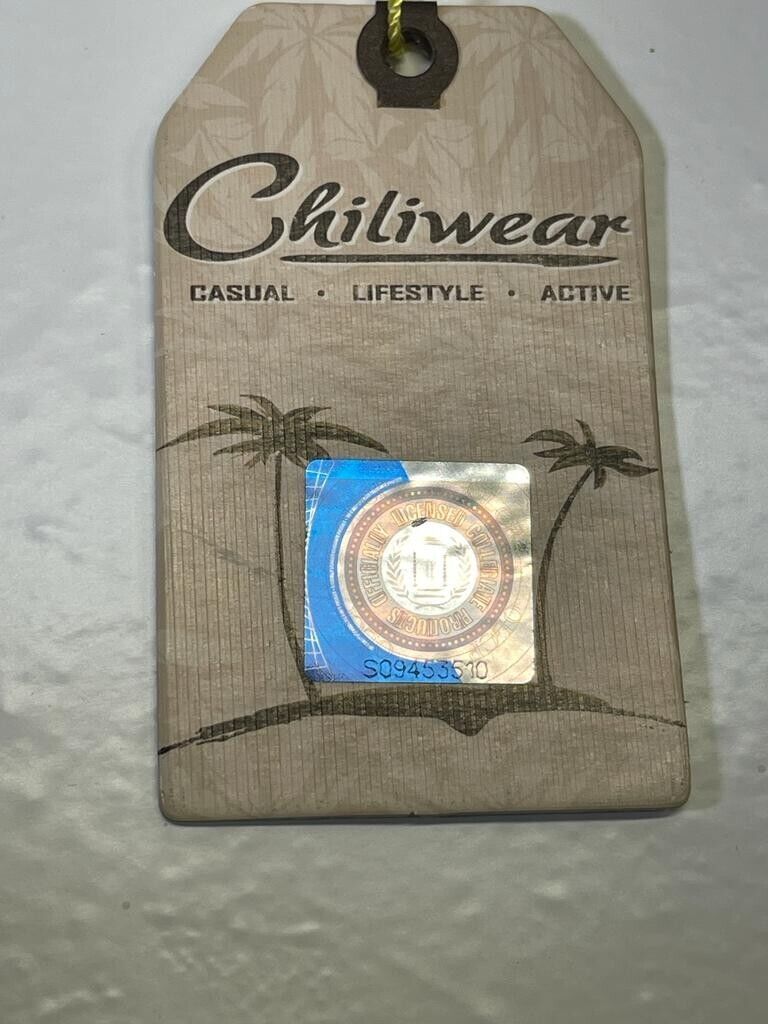 Chiliwear
CASUAL • LIFESTYLE • ACTIVE
OFFICIALLY LICENSED COLLEGIATE PRODUCTS
S09453510